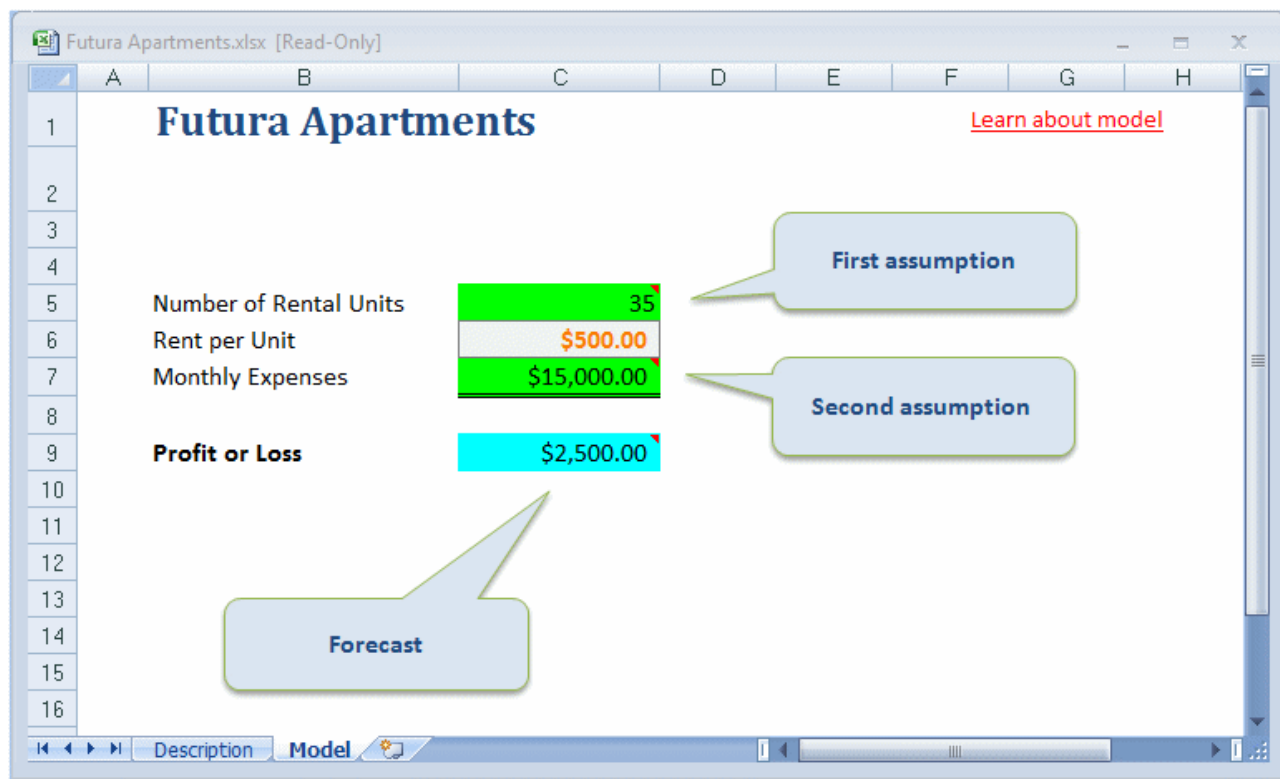 Futura Apartments.xlsx [Read-Only]
A B C D E F G H
1 Futura Apartments Learn about model
2
3
4 First assumption
5 Number of Rental Units 35
6 Rent per Unit $500.00
7 Monthly Expenses $15,000.00
Second assumption
8
9 Profit or Loss $2,500.00
10
11
12
13
14 Forecast
15
16
Description Model